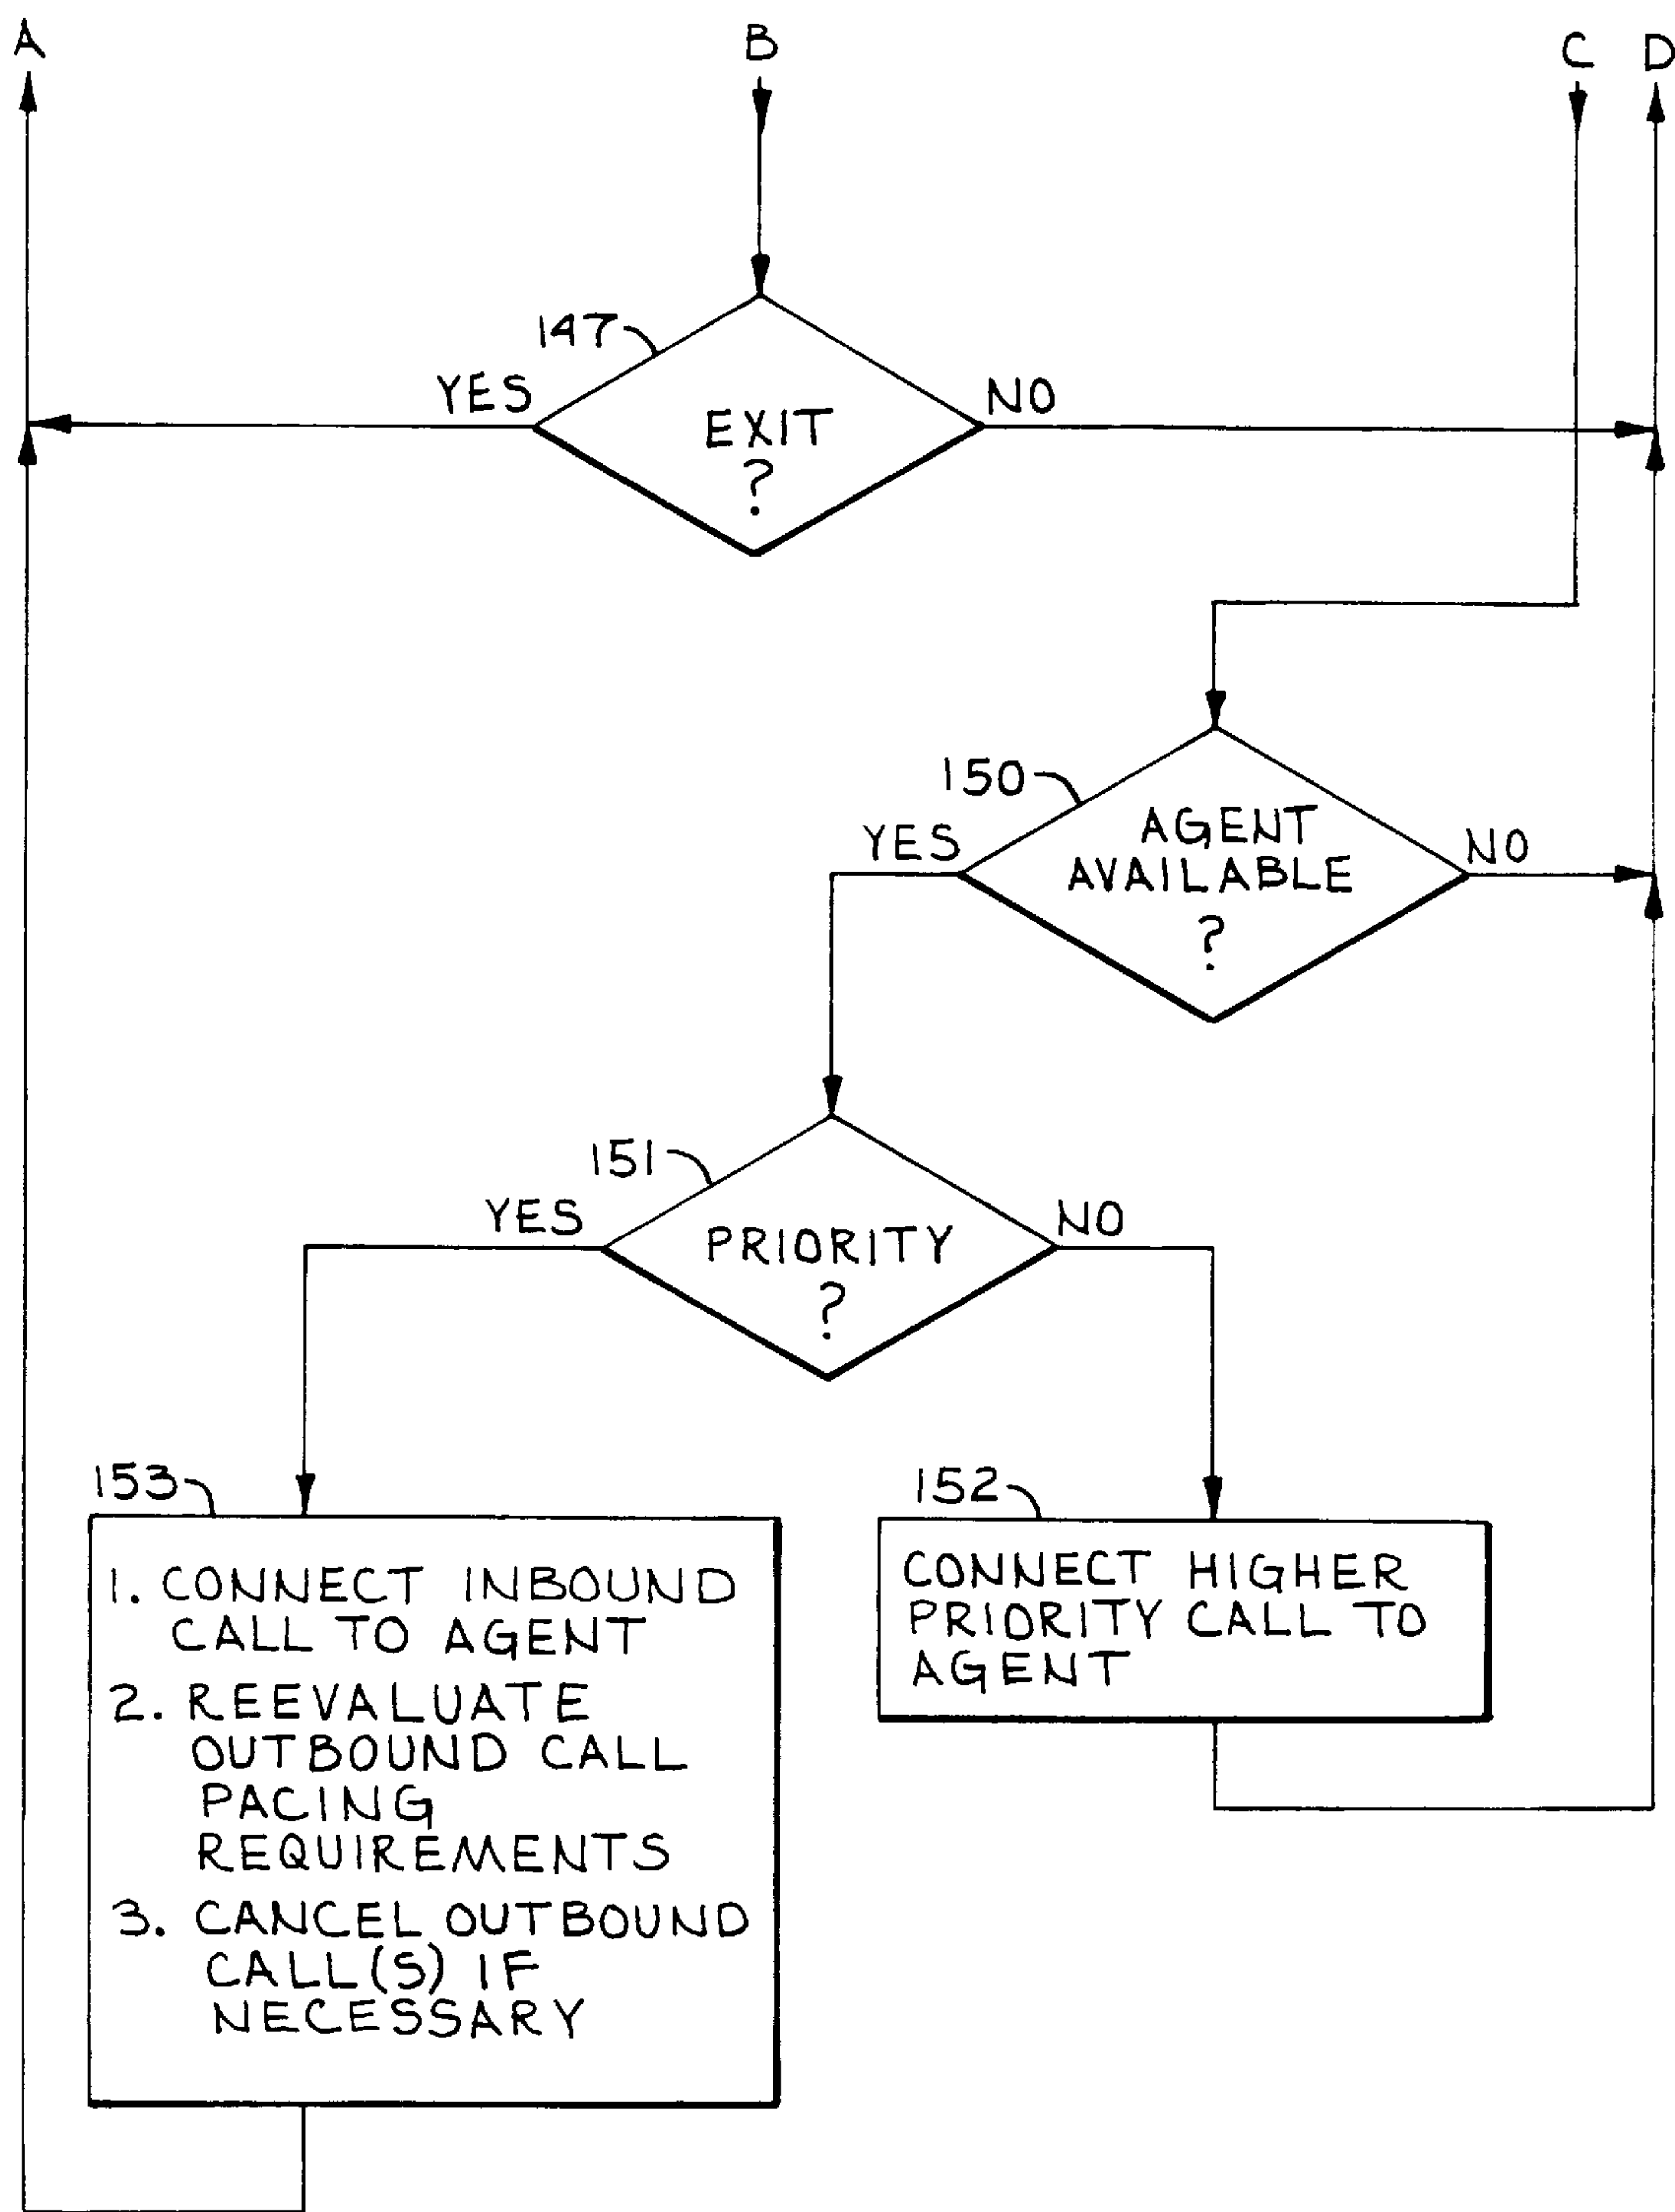 A
B
C
D
147
YES
NO
EXIT
?
150
YES
AGENT
AVAILABLE
?
NO
151
YES
PRIORITY
?
NO
153
1. CONNECT INBOUND
CALL TO AGENT
2. REEVALUATE
OUTBOUND CALL
PACING
REQUIREMENTS
3. CANCEL OUTBOUND
CALL(S) IF
NECESSARY
152
CONNECT HIGHER
PRIORITY CALL TO
AGENT